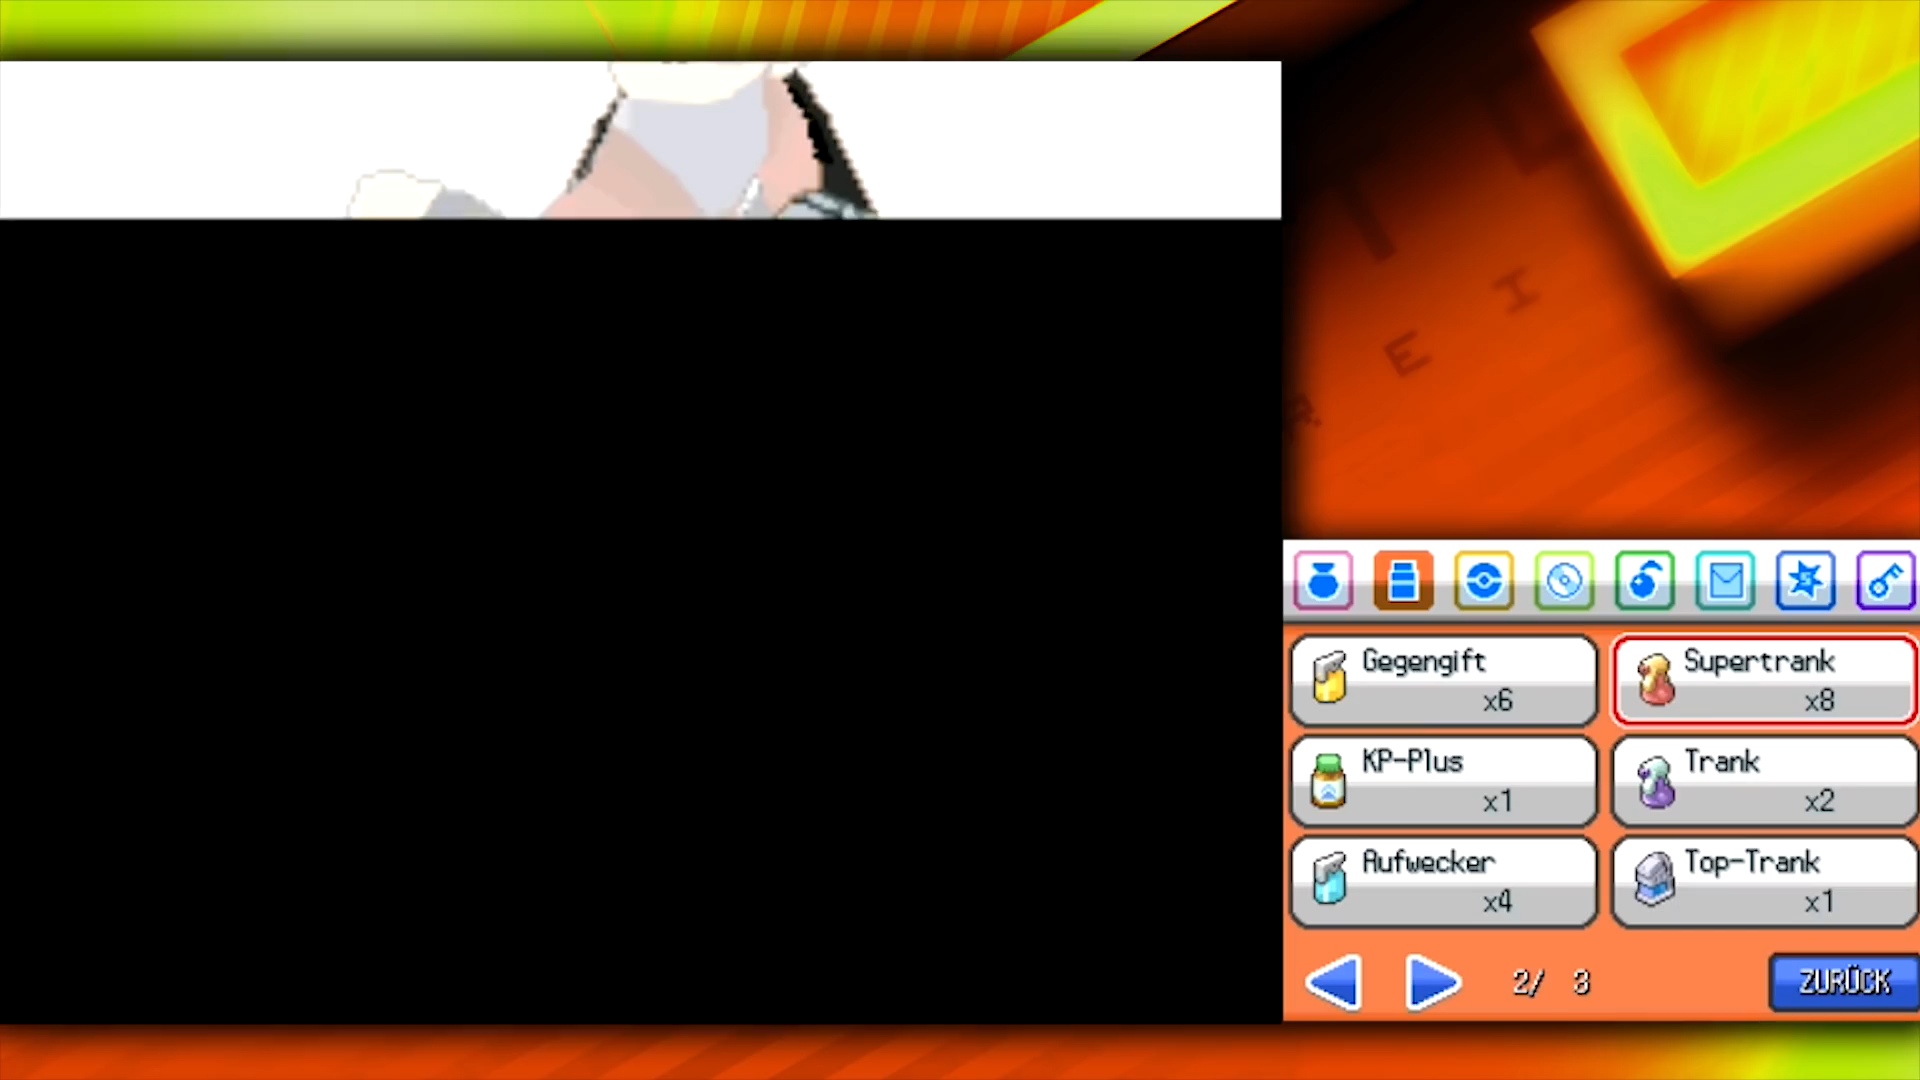 E I
Gegengift
x6
Supertrank
x8
KP-Plus
x1
Trank
x2
Aufwecker
x4
Top-Trank
x1
2/ 3
ZURÜCK